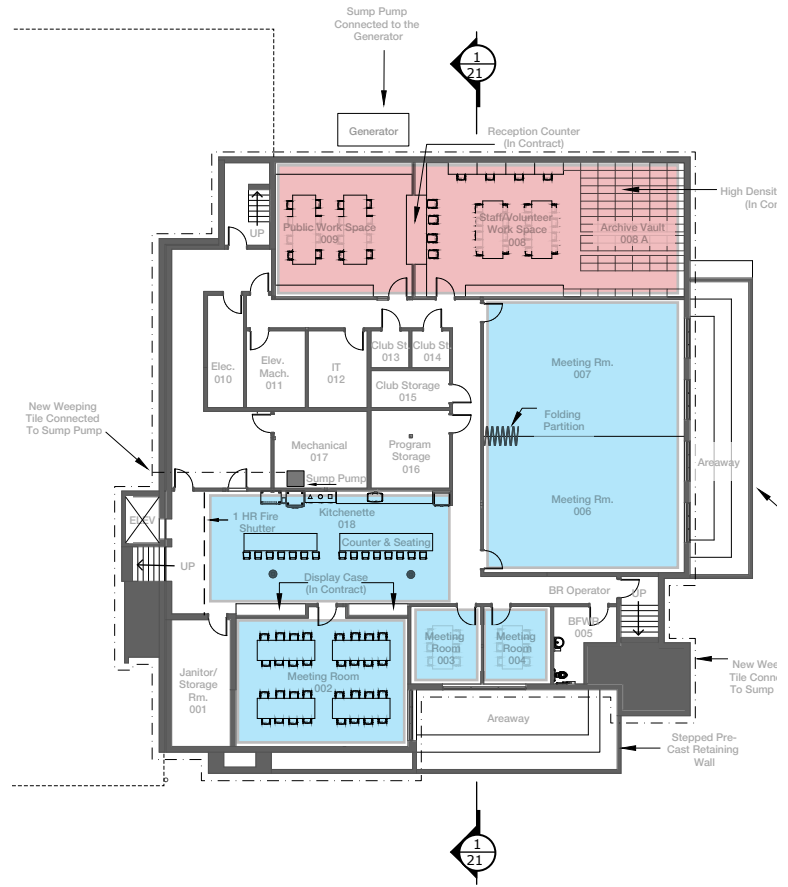 Sump Pump
Connected to the
Generator
1
21
Generator
Reception Counter
(In Contract)
High Densit
(In Cor
Public Work Space
009
Staff/Volunteer
Work Space
008
Archive Vault
008 A
UP
Elec.
010
Elev.
Mach.
011
IT
012
Club St.
013
Club St.
014
Club Storage
015
Meeting Rm.
007
Folding
Partition
New Weeping
Tile Connected
To Sump Pump
Mechanical
017
Program
Storage
016
Areaway
Sump Pump
Meeting Rm.
006
ELEV
1 HR Fire
Shutter
Kitchenette
018
Counter & Seating
UP
Display Case
(In Contract)
BR Operator
UP
BFWR
005
Meeting
Room
003
Meeting
Room
004
Janitor/
Storage
Rm.
001
Meeting Room
002
New Wee
Tile Conn
To Sump
Areaway
Stepped Pre-
Cast Retaining
Wall
1
21